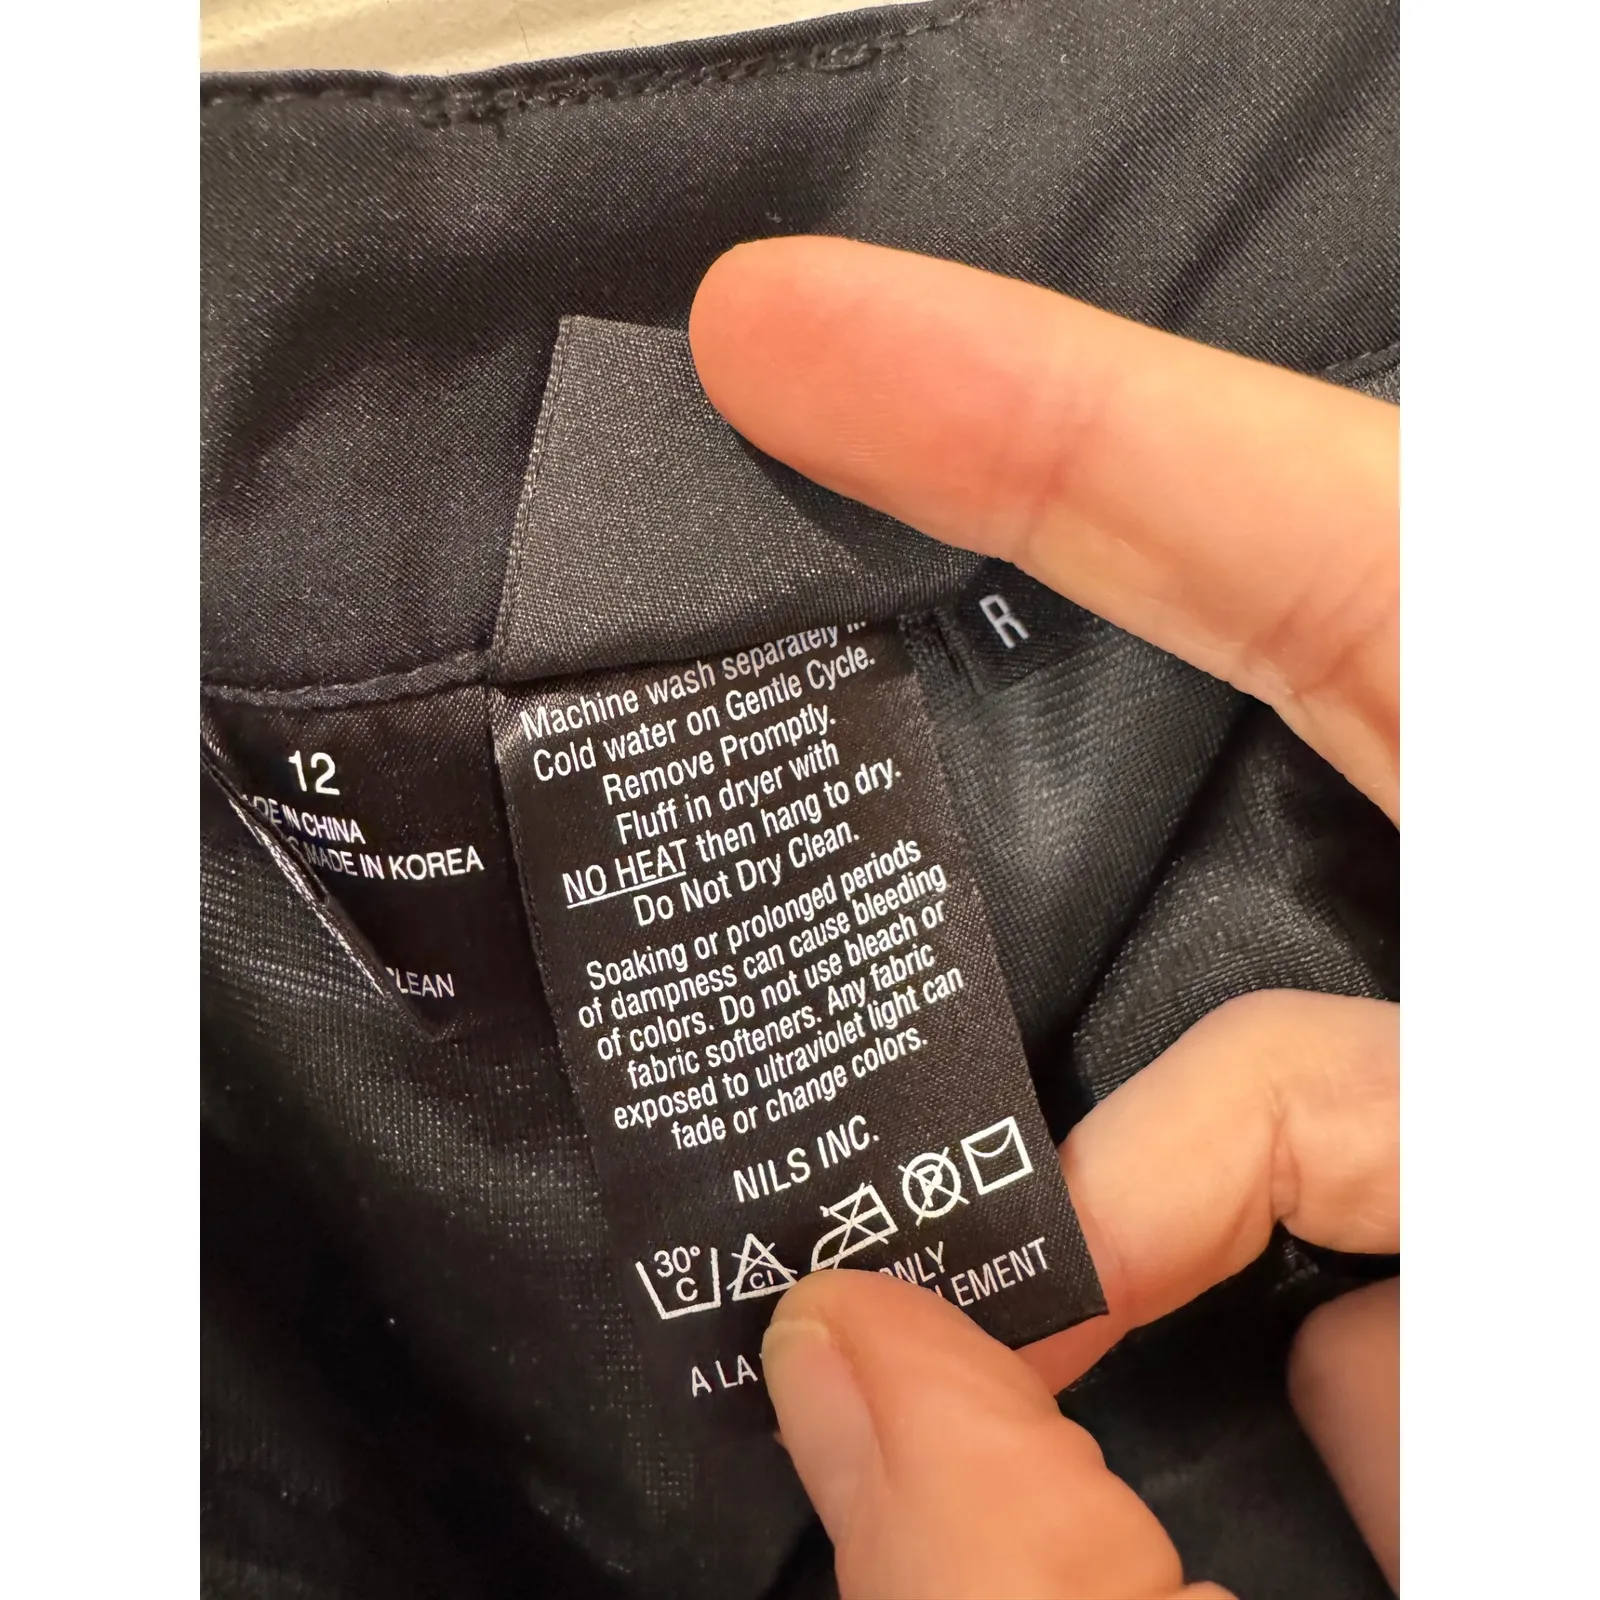 12
MADE IN CHINA
MADE IN KOREA
CLEAN
R
Machine wash separately
Cold water on Gentle Cycle.
Remove Promptly.
Fluff in dryer with
NO HEAT then hang to dry.
Do Not Dry Clean.
Soaking or prolonged periods
of dampness can cause bleeding
of colors. Do not use bleach or
fabric softeners. Any fabric
exposed to ultraviolet light can
fade or change colors.
NILS INC.
30°
C
Cl
P
ONLY
A LA